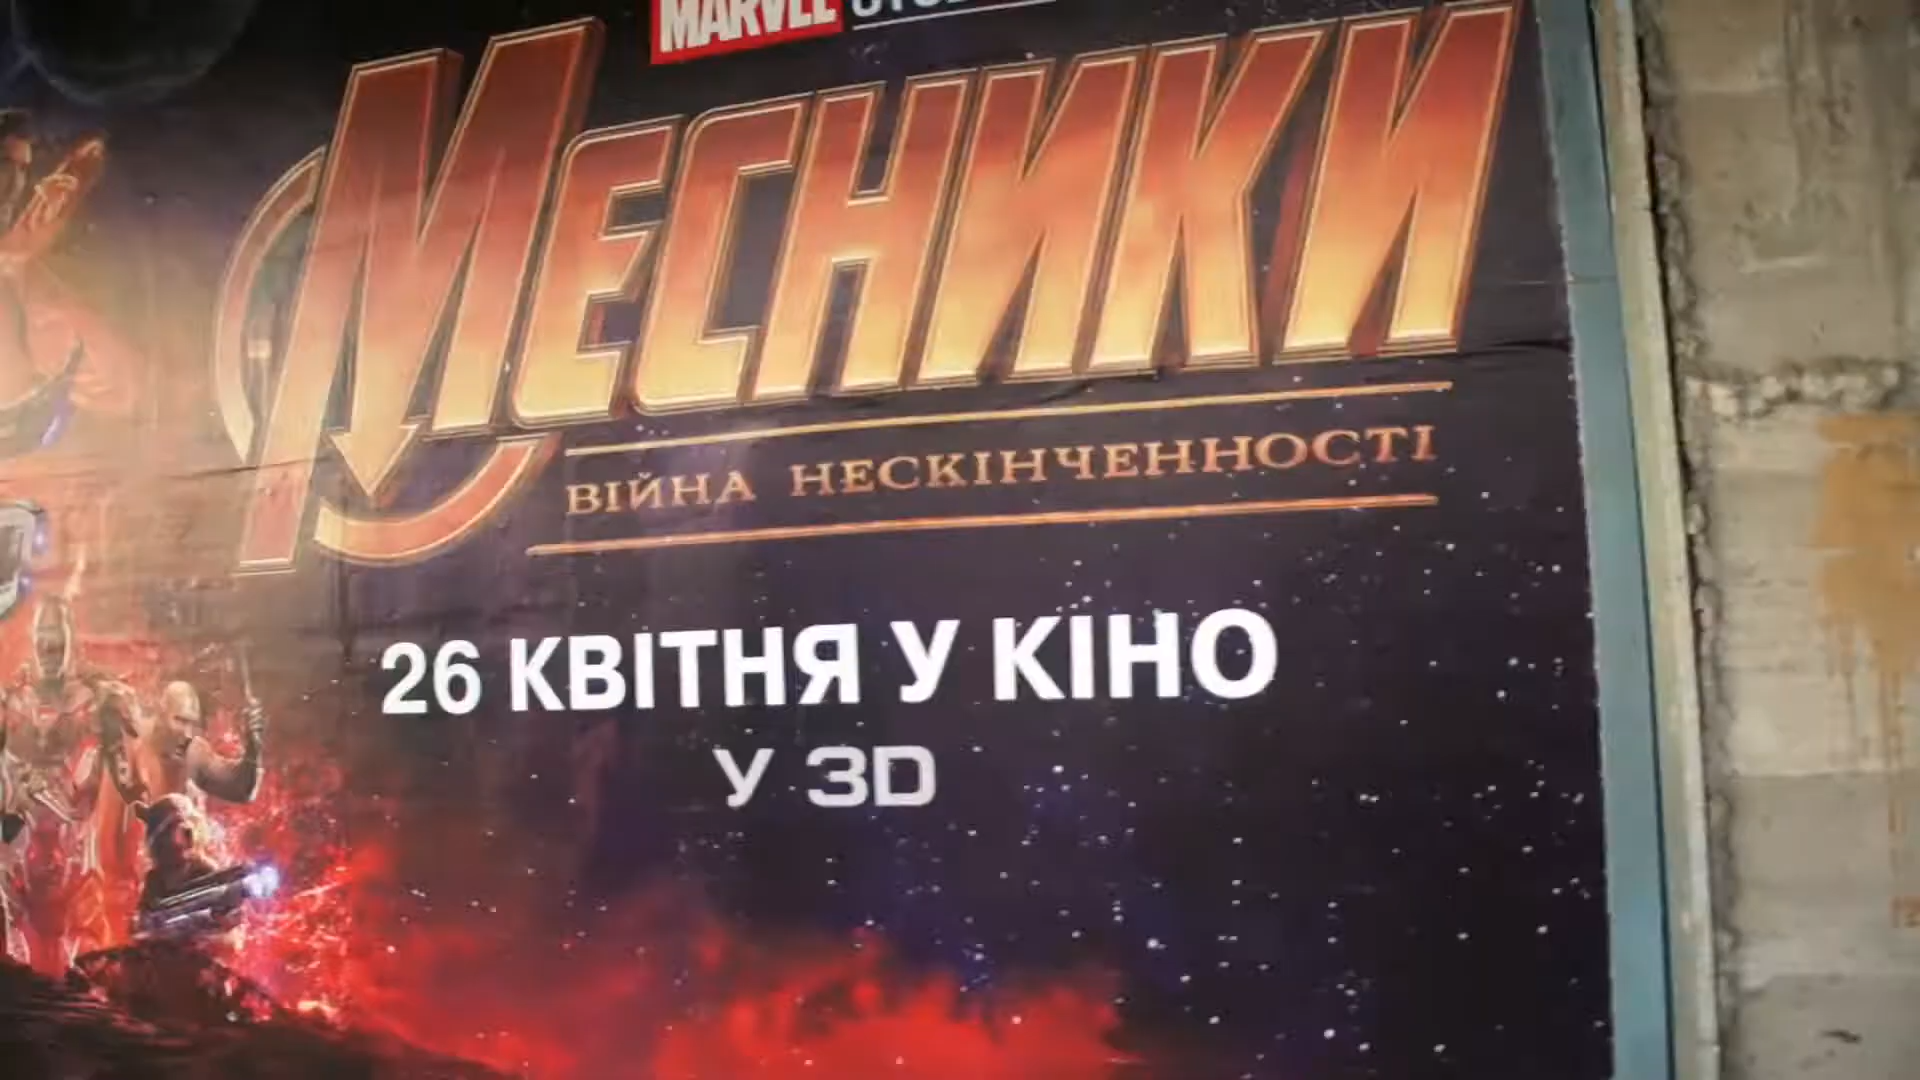 MARVEL
МЕСНИКИ
ВІЙНА НЕСКІНЧЕННОСТІ
26 КВІТНЯ У КІНО
У 3D